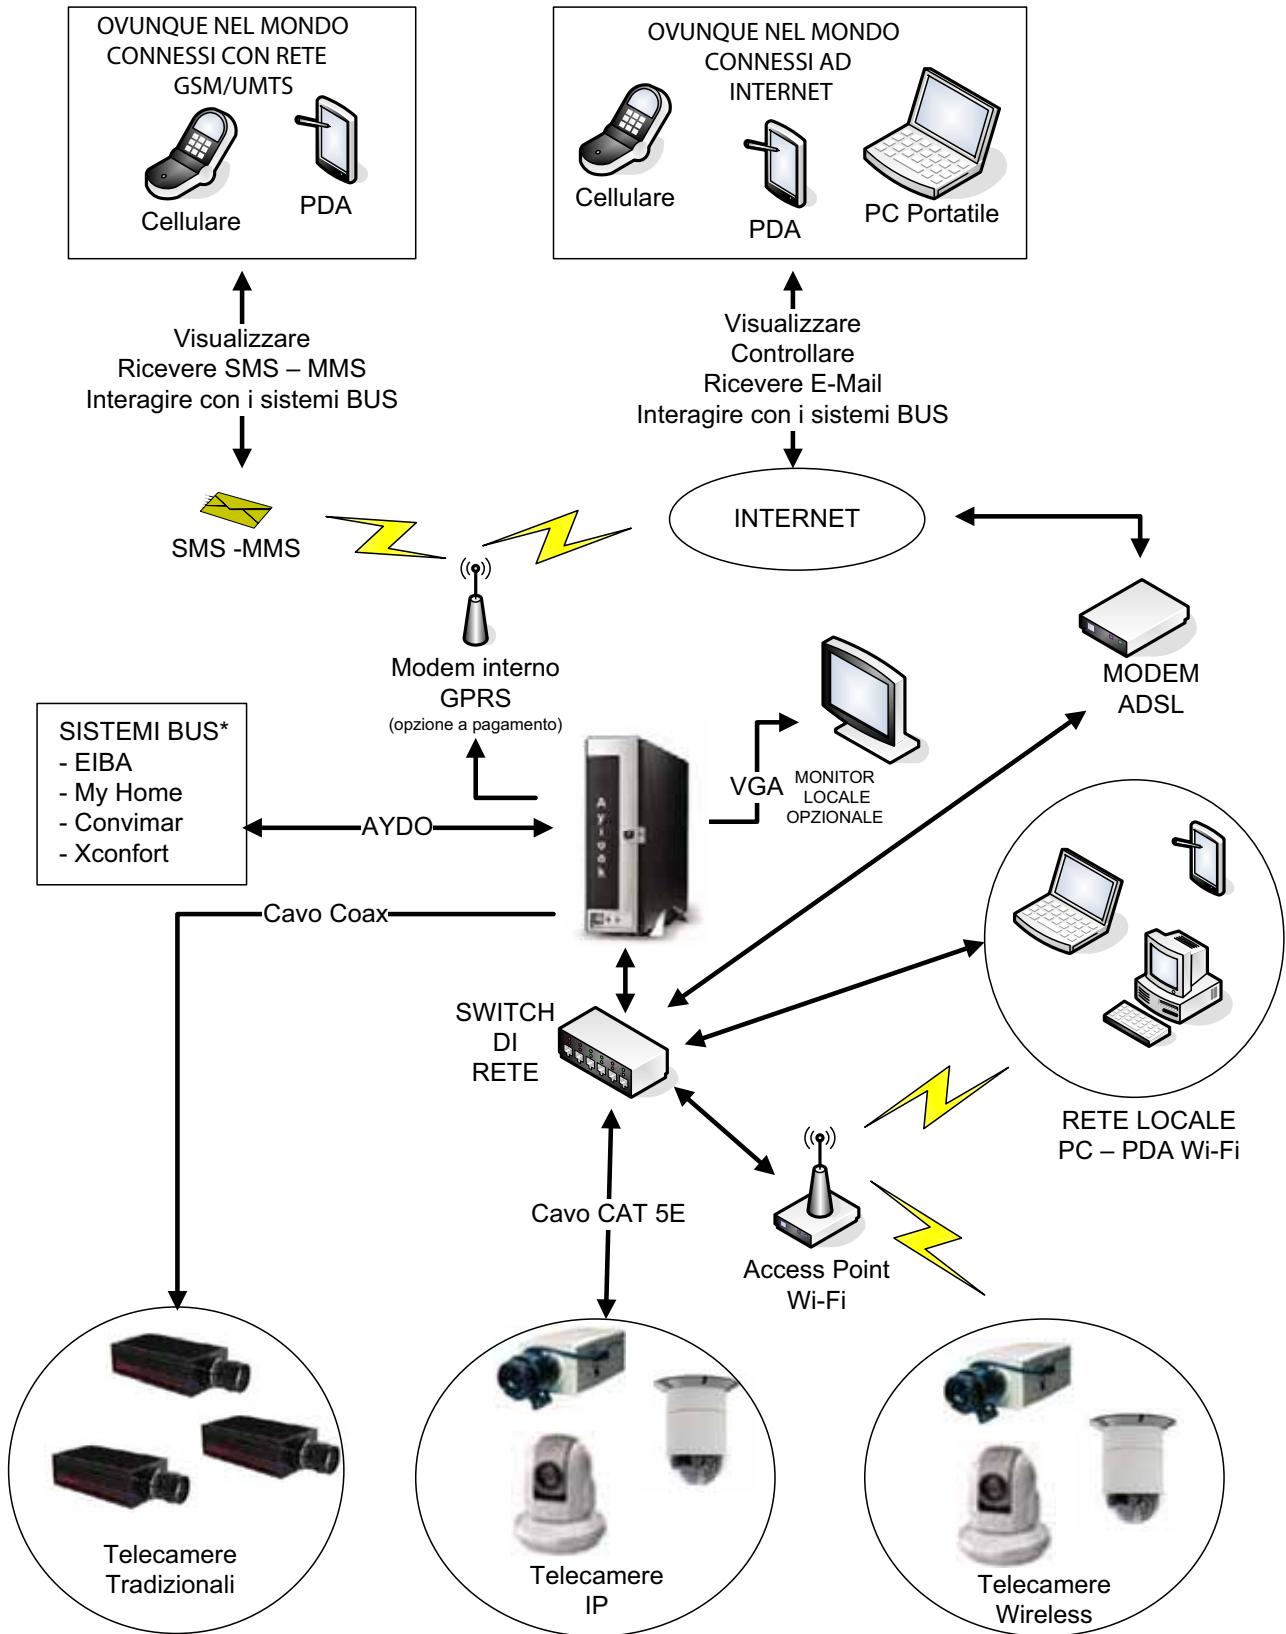 OVUNQUE NEL MONDO
CONNESSI CON RETE
GSM/UMTS
Cellulare
PDA
OVUNQUE NEL MONDO
CONNESSI AD
INTERNET
Cellulare
PDA
PC Portatile
Visualizzare
Ricevere SMS – MMS
Interagire con i sistemi BUS
Visualizzare
Controllare
Ricevere E-Mail
Interagire con i sistemi BUS
SMS -MMS
INTERNET
Modem interno
GPRS
(opzione a pagamento)
MODEM
ADSL
SISTEMI BUS*
- EIBA
- My Home
- Convimar
- Xconfort
AYDO
VGA
MONITOR
LOCALE
OPZIONALE
Cavo Coax
SWITCH
DI
RETE
RETE LOCALE
PC – PDA Wi-Fi
Cavo CAT 5E
Access Point
Wi-Fi
Telecamere
Tradizionali
Telecamere
IP
Telecamere
Wireless